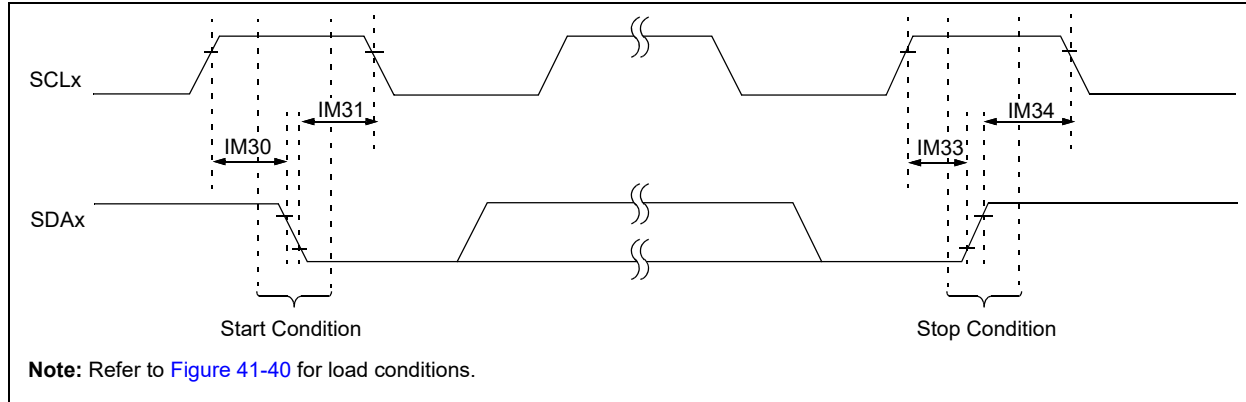 SCLx
IM31
IM34
IM30
IM33
SDAx
Start Condition
Stop Condition
Note: Refer to Figure 41-40 for load conditions.